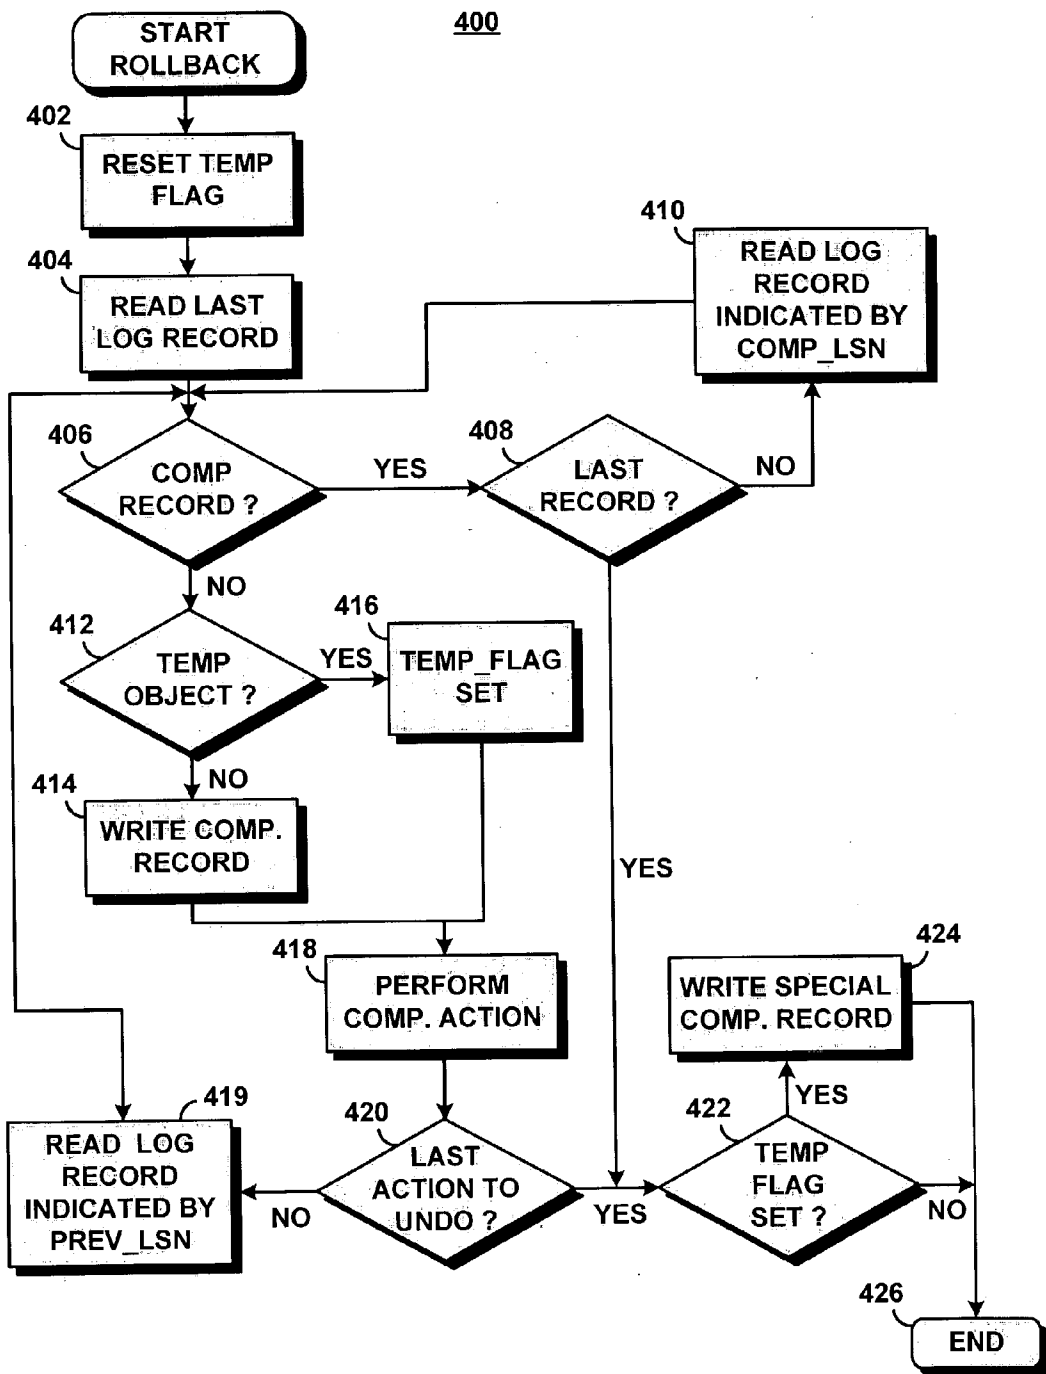 400
START
ROLLBACK
402
RESET TEMP
FLAG
404
READ LAST
LOG RECORD
410
READ LOG
RECORD
INDICATED BY
COMP_LSN
406
COMP
RECORD ?
YES
408
LAST
RECORD ?
NO
NO
412
TEMP
OBJECT ?
YES
416
TEMP_FLAG
SET
NO
414
WRITE COMP.
RECORD
YES
418
PERFORM
COMP. ACTION
424
WRITE SPECIAL
COMP. RECORD
419
READ LOG
RECORD
INDICATED BY
PREV_LSN
NO
420
LAST
ACTION TO
UNDO ?
YES
422
TEMP
FLAG
SET ?
YES
NO
426
END